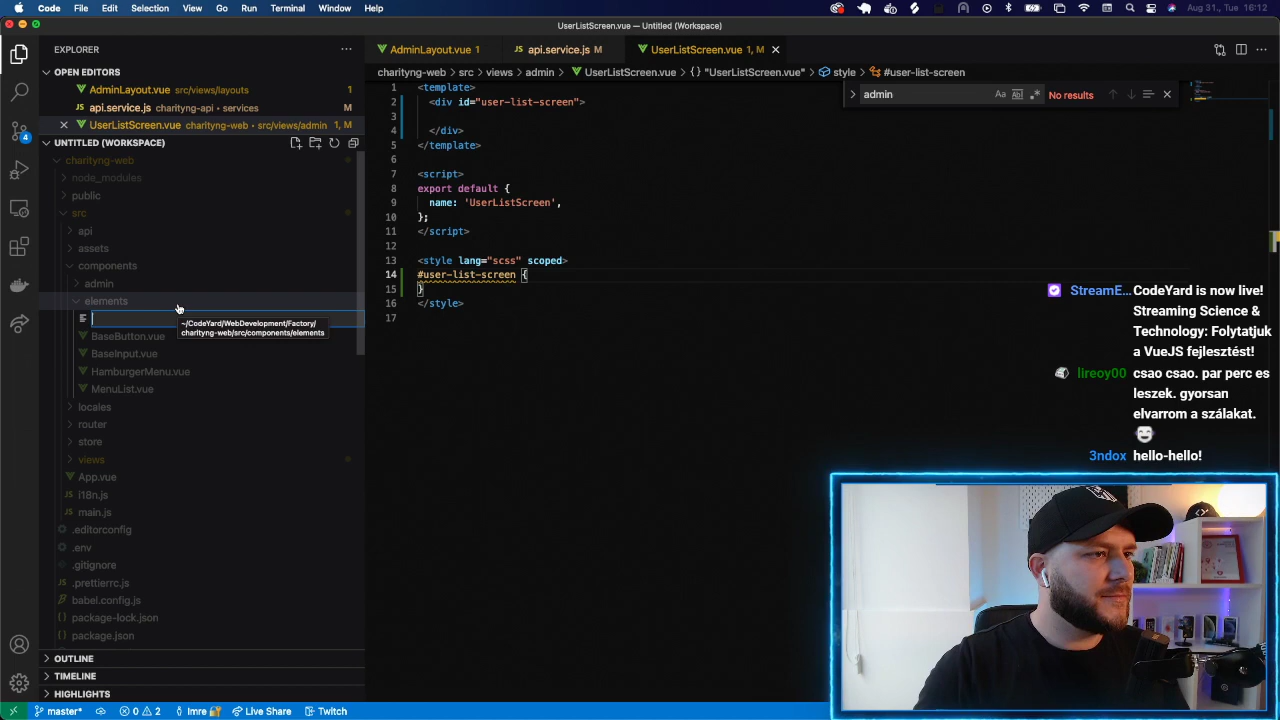 Code File Edit Selection View Go Run Terminal Window Help Aug 31., Tue 16:12
UserListScreen.vue — Untitled (Workspace)
EXPLORER
OPEN EDITORS
AdminLayout.vue src/views/layouts 1
api.service.js charityng-api • services M
UserListScreen.vue charityng-web • src/views/admin 1, M
UNTITLED (WORKSPACE)
charityng-web
node_modules
public
src
api
assets
components
admin
elements
~/CodeYard/WebDevelopment/Factory/
charityng-web/src/components/elements
BaseButton.vue
BaseInput.vue
HamburgerMenu.vue
MenuList.vue
locales
router
store
views
App.vue
i18n.js
main.js
.editorconfig
.env
.gitignore
.prettierrc.js
babel.config.js
package-lock.json
package.json
OUTLINE
TIMELINE
HIGHLIGHTS
AdminLayout.vue 1 api.service.js M UserListScreen.vue 1, M
charityng-web > src > views > admin > UserListScreen.vue > {} "UserListScreen.vue" > style > #user-list-screen
admin Aa Abl .* No results
1 <template>
2 <div id="user-list-screen">
3
4 </div>
5 </template>
6
7 <script>
8 export default {
9 name: 'UserListScreen',
10 };
11 </script>
12
13 <style lang="scss" scoped>
14 #user-list-screen {
15 }
16 </style>
17
StreamE... CodeYard is now live!
Streaming Science &
Technology: Folytatjuk
a VueJS fejlesztést!
lireoy00 csao csao. par perc es
leszek. gyorsan
elvarrom a szálakat.
3ndox hello-hello!
4
master* 0 2 Imre Live Share Twitch